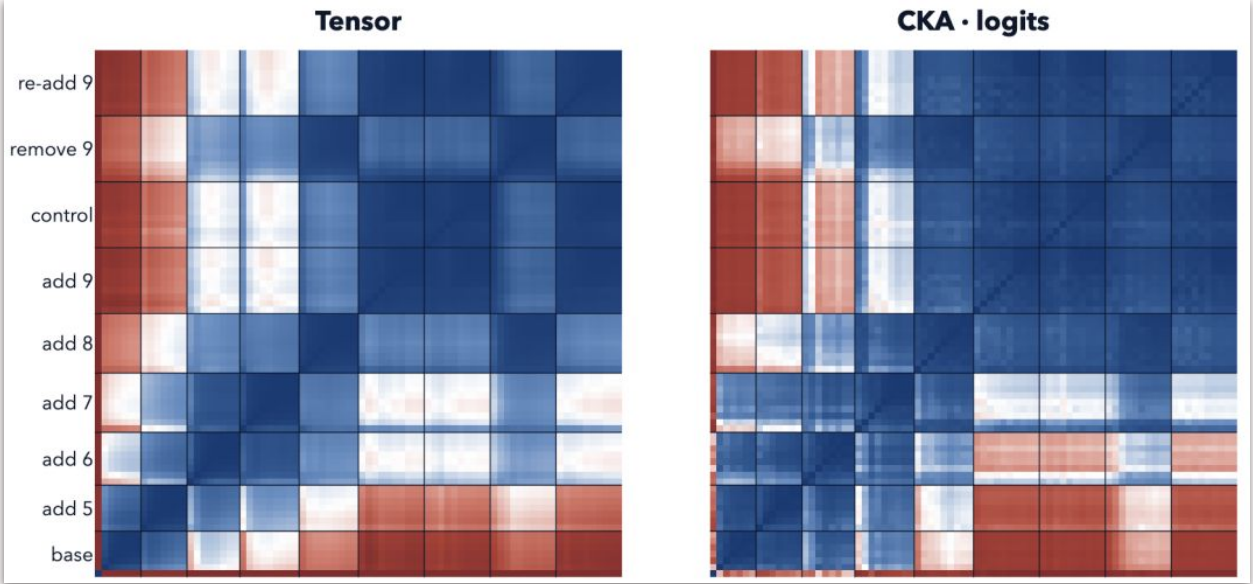 Tensor
CKA · logits
re-add 9
remove 9
control
add 9
add 8
add 7
add 6
add 5
base